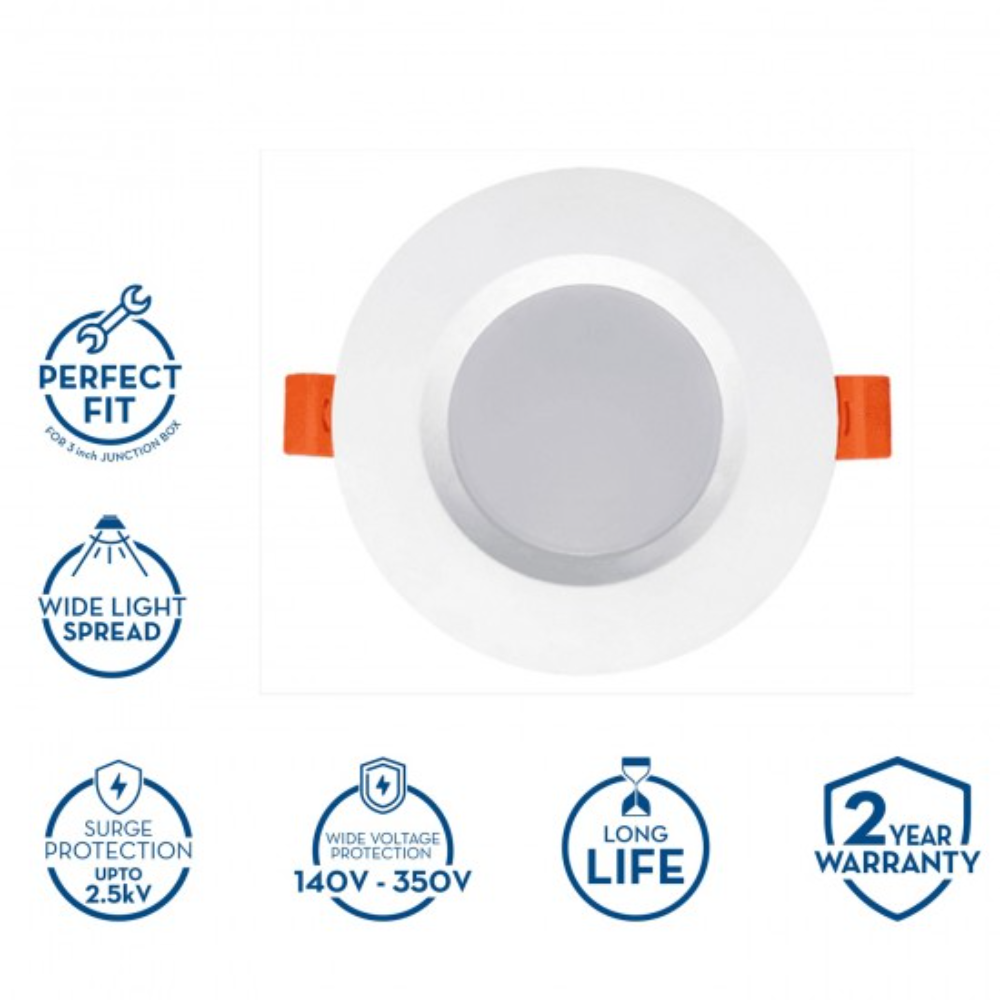 PERFECT
FIT
FOR 3 inch JUNCTION BOX
WIDE LIGHT
SPREAD
SURGE
PROTECTION
UPTO
2.5kV
WIDE VOLTAGE
PROTECTION
140V - 350V
LONG
LIFE
2 YEAR
WARRANTY